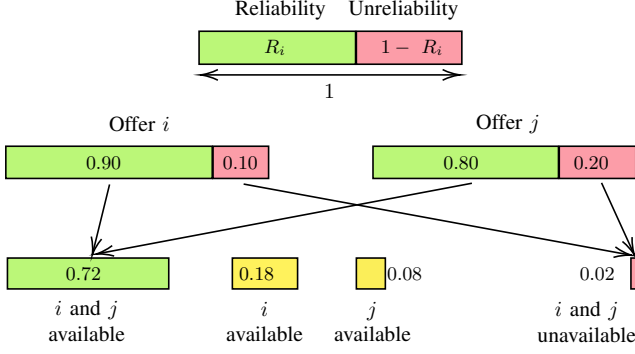 Reliability Unreliability
R_i 1 − R_i
1
Offer i Offer j
0.90 0.10 0.80 0.20
0.72 0.18 0.08 0.02
i and j i j i and j
available available available unavailable